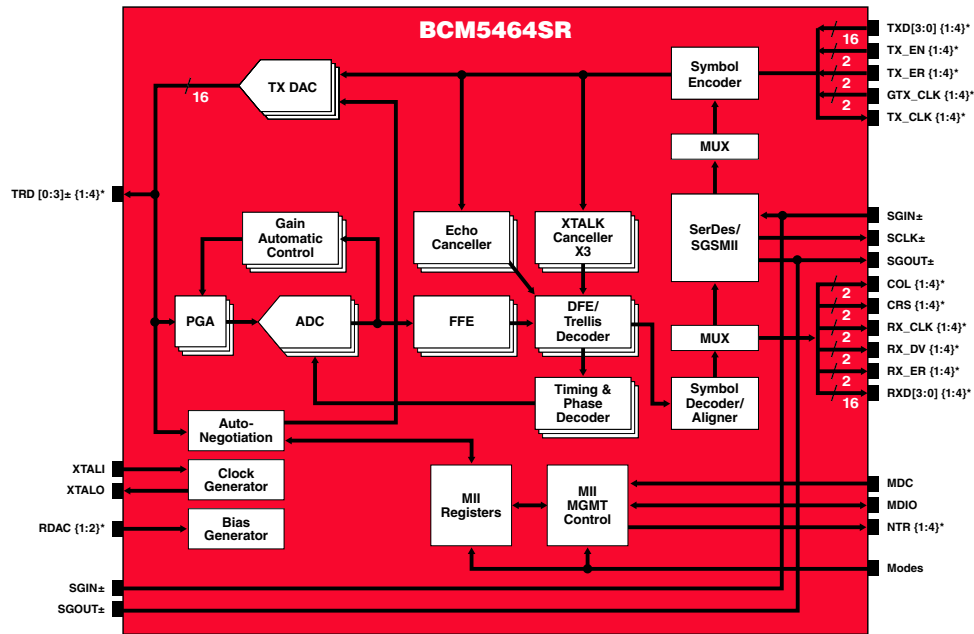 BCM5464SR
TXD[3:0] {1:4}*
16
TX_EN {1:4}*
2
TX_ER {1:4}*
2
GTX_CLK {1:4}*
2
TX_CLK {1:4}*
Symbol
Encoder
TX DAC
16
MUX
TRD [0:3]± {1:4}*
SGIN±
SCLK±
SGOUT±
Gain
Automatic
Control
Echo
Canceller
XTALK
Canceller
X3
SerDes/
SGSMII
COL {1:4}*
2
CRS {1:4}*
RX_CLK {1:4}*
2
RX_DV {1:4}*
2
RX_ER {1:4}*
2
RXD[3:0] {1:4}*
16
PGA
ADC
FFE
DFE/
Trellis
Decoder
MUX
Timing &
Phase
Decoder
Symbol
Decoder/
Aligner
Auto-
Negotiation
XTALI
XTALO
Clock
Generator
RDAC {1:2}*
Bias
Generator
MII
Registers
MII
MGMT
Control
MDC
MDIO
NTR {1:4}*
Modes
SGIN±
SGOUT±